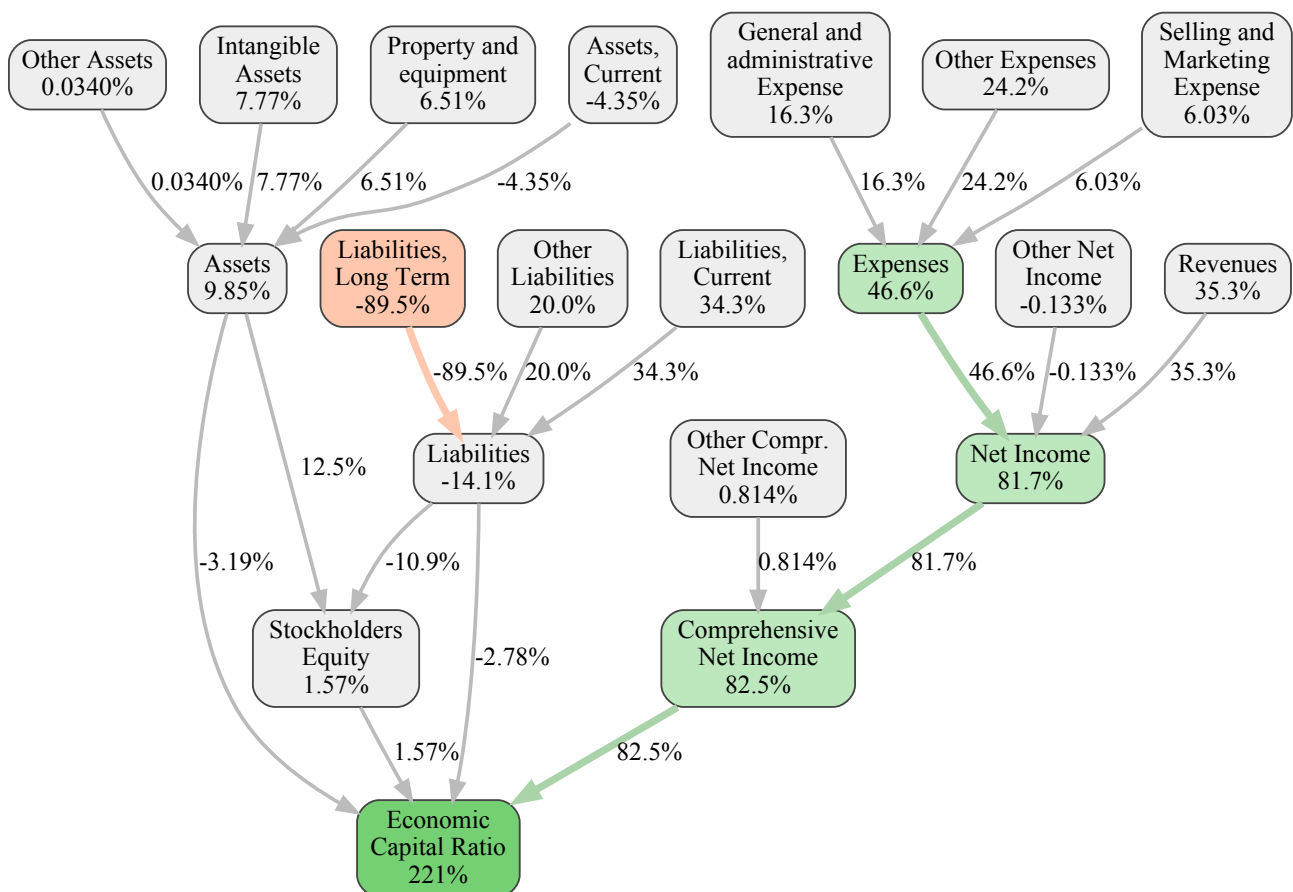 Other Assets
0.0340%
Intangible
Assets
7.77%
Property and
equipment
6.51%
Assets,
Current
-4.35%
General and
administrative
Expense
16.3%
Other Expenses
24.2%
Selling and
Marketing
Expense
6.03%
0.0340%
7.77%
6.51%
-4.35%
16.3%
24.2%
6.03%
Assets
9.85%
Liabilities,
Long Term
-89.5%
Other
Liabilities
20.0%
Liabilities,
Current
34.3%
Expenses
46.6%
Other Net
Income
-0.133%
Revenues
35.3%
-89.5%
20.0%
34.3%
46.6%
-0.133%
35.3%
12.5%
Liabilities
-14.1%
Other Compr.
Net Income
0.814%
Net Income
81.7%
-3.19%
-10.9%
0.814%
81.7%
Stockholders
Equity
1.57%
-2.78%
Comprehensive
Net Income
82.5%
1.57%
82.5%
Economic
Capital Ratio
221%